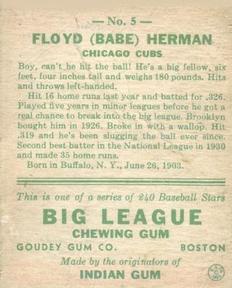 — No. 5 —
FLOYD (BABE) HERMAN
CHICAGO CUBS
Boy, can't he hit the ball! He's a big fellow, six
feet, four inches tall and weighs 180 pounds. Hits
and throws left-handed.
Hit 16 home runs last year and batted for .326.
Played five years in minor leagues before he got a
real chance to break into the big league. Brooklyn
bought him in 1926. Broke in with a wallop. Hit
.319 and he's been slugging the ball ever since.
Second best batter in the National League in 1930
and made 35 home runs.
Born in Buffalo, N. Y., June 26, 1903.
This is one of a series of 240 Baseball Stars
BIG LEAGUE
CHEWING GUM
GOUDEY GUM CO. BOSTON
Made by the originators of
INDIAN GUM